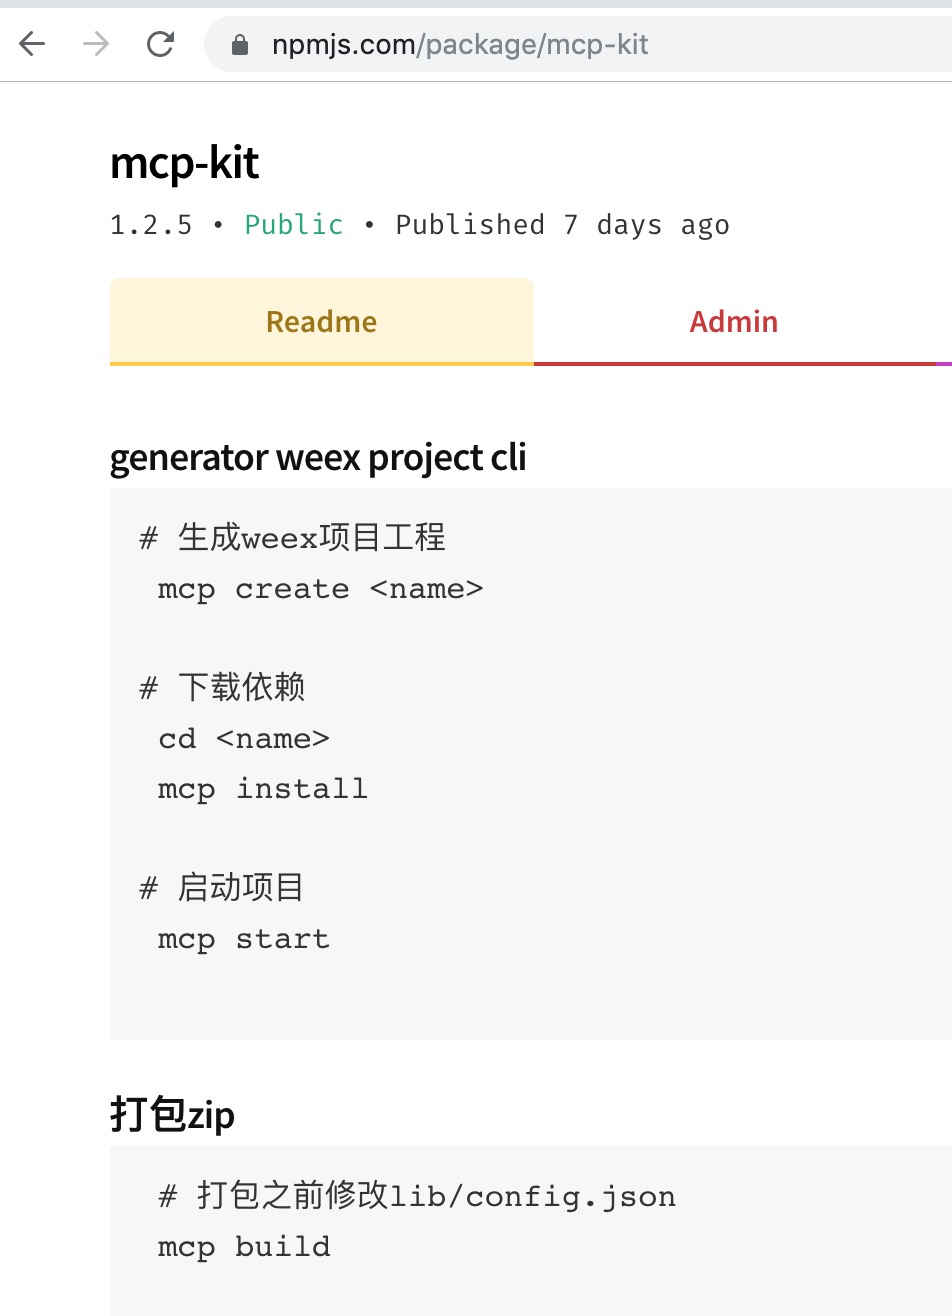 npmjs.com/package/mcp-kit
mcp-kit
1.2.5 • Public • Published 7 days ago
Readme Admin
generator weex project cli
# 生成weex项目工程
mcp create <name>
# 下载依赖
cd <name>
mcp install
# 启动项目
mcp start
打包zip
# 打包之前修改lib/config.json
mcp build